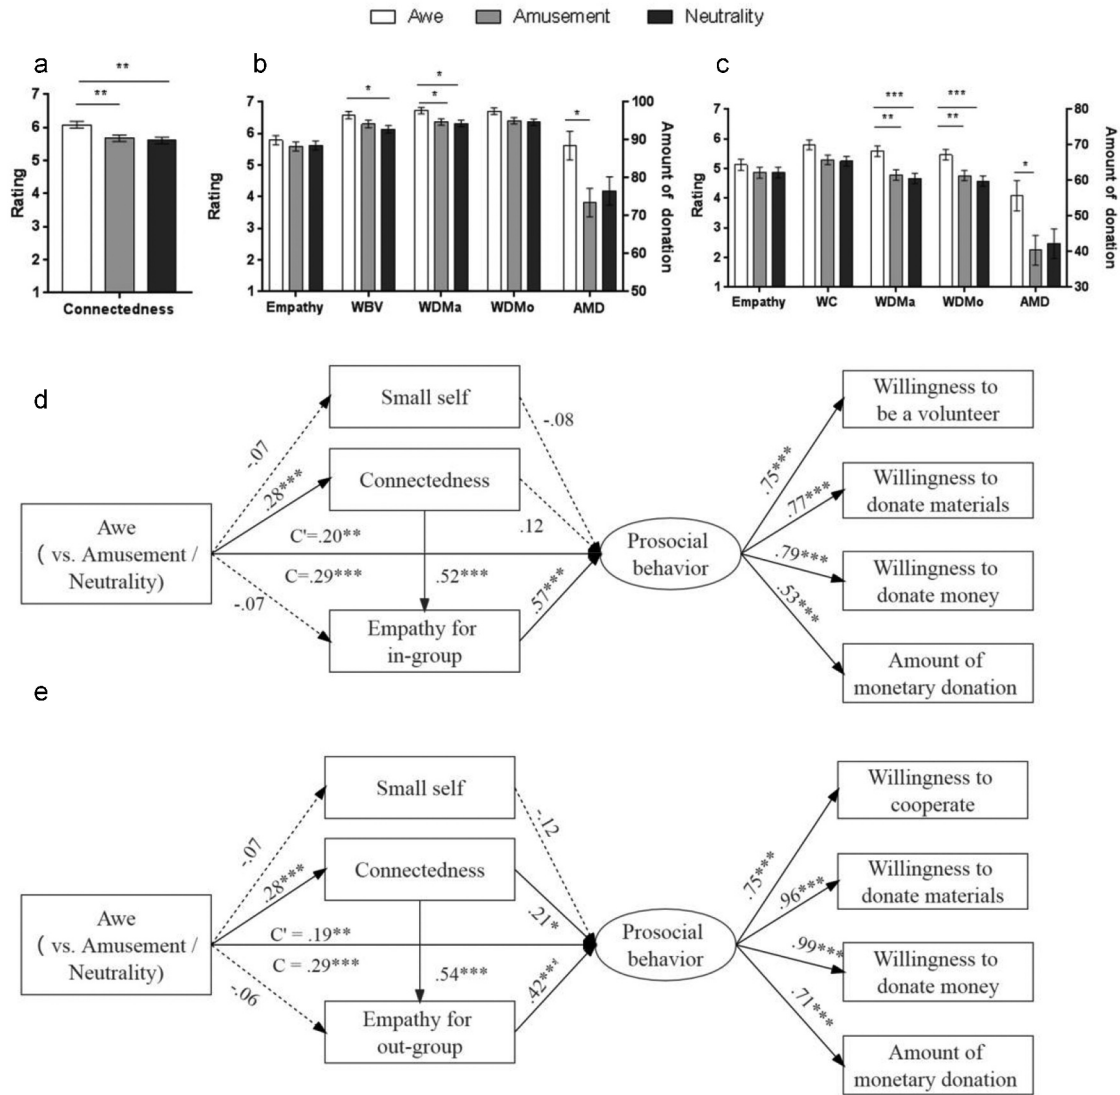 Awe Amusement Neutrality
a
**
**
Rating
7
6
5
4
3
2
1
Connectedness
b
*
*
*
*
Rating
7
6
5
4
3
2
1
Empathy WBV WDMa WDMo AMD
100
90
80
70
60
50
Amount of donation
c
***
**
***
**
*
Rating
7
6
5
4
3
2
1
Empathy WC WDMa WDMo AMD
80
70
60
50
40
30
Amount of donation
d
Small self
Connectedness
Awe
( vs. Amusement /
Neutrality)
Empathy for
in-group
-.07
.28***
C'=.20**
C=.29***
-.07
.52***
-.08
.12
.57***
Prosocial
behavior
.75***
.77***
.79***
.53***
Willingness to
be a volunteer
Willingness to
donate materials
Willingness to
donate money
Amount of
monetary donation
e
Small self
Connectedness
Awe
( vs. Amusement /
Neutrality)
Empathy for
out-group
-.07
.28***
C' = .19**
C = .29***
-.06
.54***
-.12
.21*
.42***
Prosocial
behavior
.75***
.96***
.99***
.71***
Willingness to
cooperate
Willingness to
donate materials
Willingness to
donate money
Amount of
monetary donation